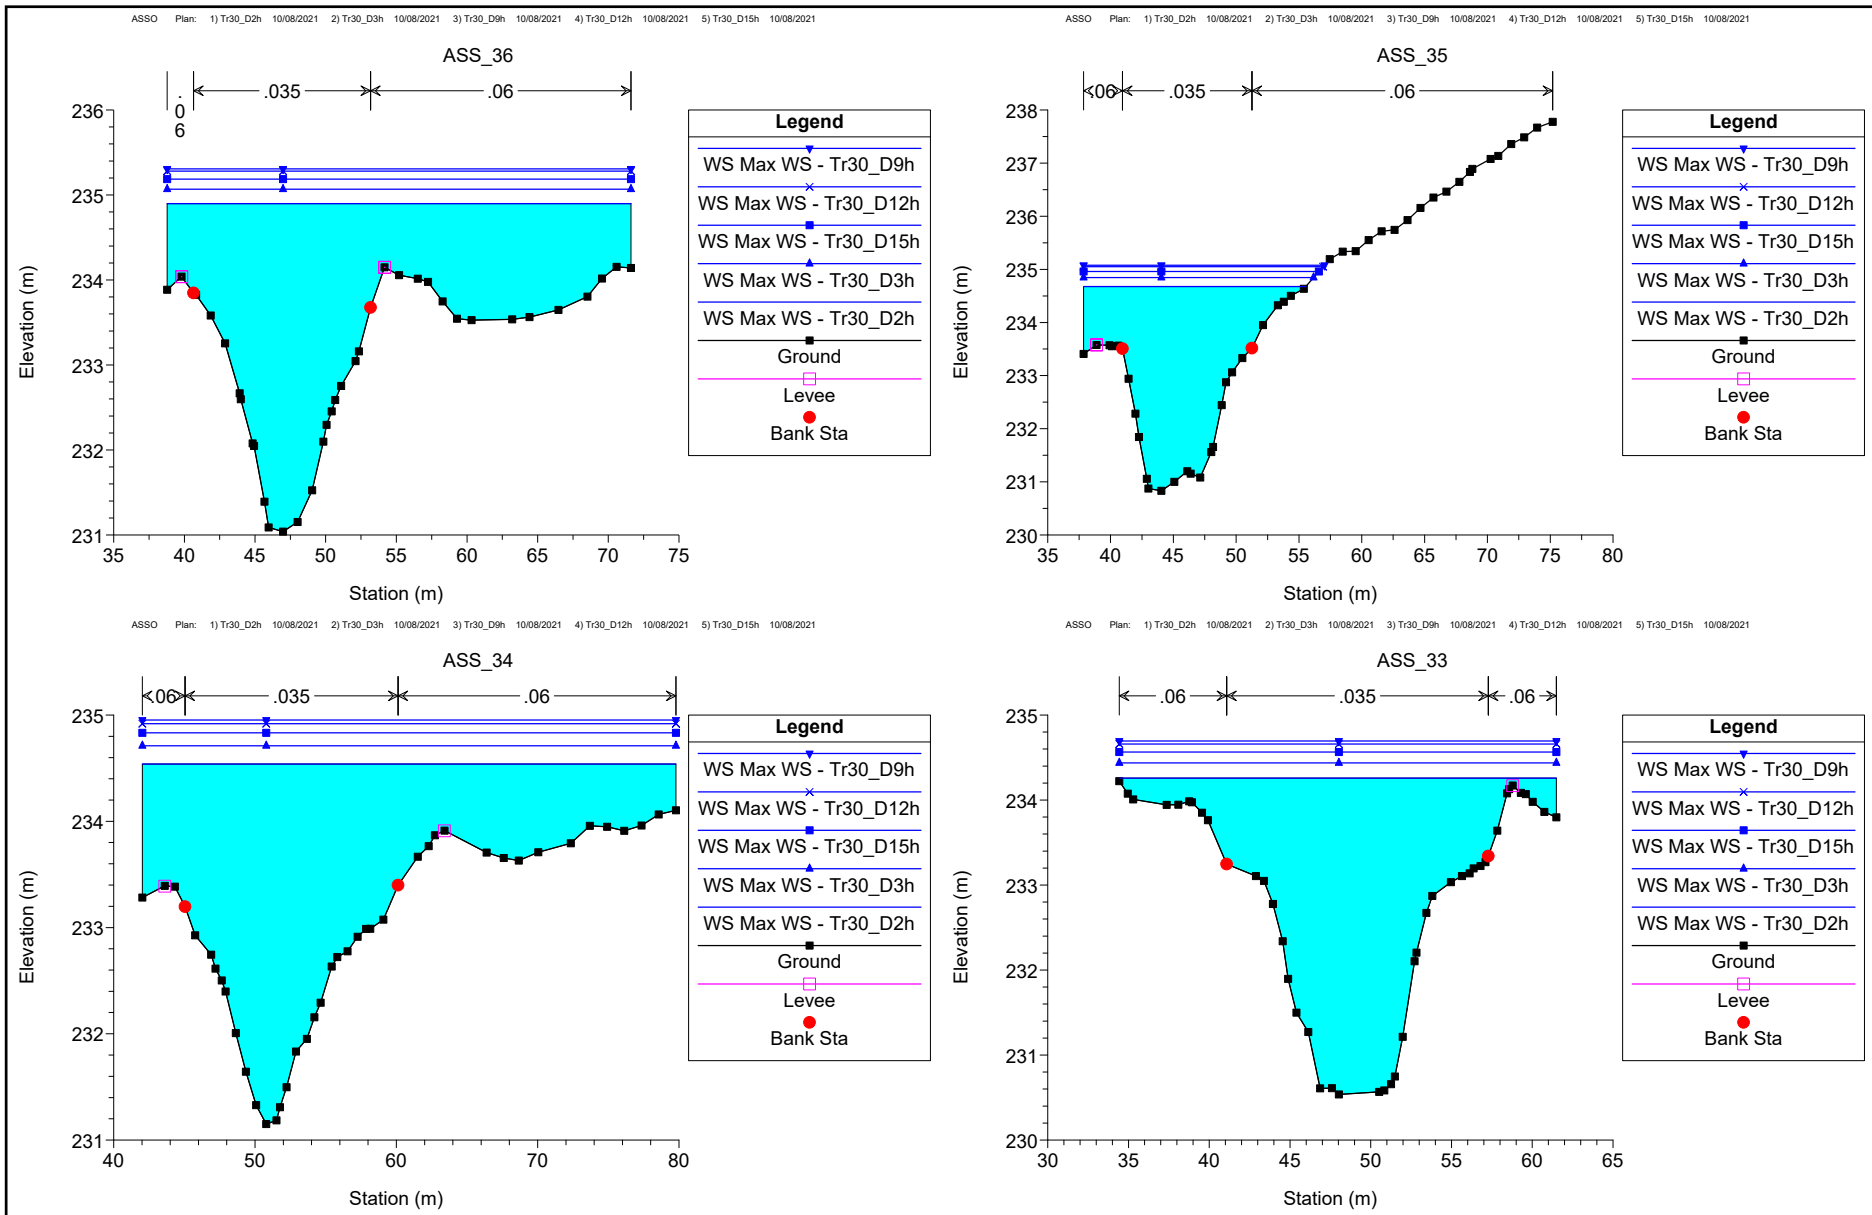 ASSO Plan: 1) Tr30_D2h 10/08/2021 2) Tr30_D3h 10/08/2021 3) Tr30_D9h 10/08/2021 4) Tr30_D12h 10/08/2021 5) Tr30_D15h 10/08/2021
ASS_36
.06
.035
.06
236
235
234
233
232
231
35 40 45 50 55 60 65 70 75
Elevation (m)
Station (m)
Legend
WS Max WS - Tr30_D9h
WS Max WS - Tr30_D12h
WS Max WS - Tr30_D15h
WS Max WS - Tr30_D3h
WS Max WS - Tr30_D2h
Ground
Levee
Bank Sta
ASSO Plan: 1) Tr30_D2h 10/08/2021 2) Tr30_D3h 10/08/2021 3) Tr30_D9h 10/08/2021 4) Tr30_D12h 10/08/2021 5) Tr30_D15h 10/08/2021
ASS_35
.06 .035 .06
238
237
236
235
234
233
232
231
230
35 40 45 50 55 60 65 70 75 80
Elevation (m)
Station (m)
Legend
WS Max WS - Tr30_D9h
WS Max WS - Tr30_D12h
WS Max WS - Tr30_D15h
WS Max WS - Tr30_D3h
WS Max WS - Tr30_D2h
Ground
Levee
Bank Sta
ASSO Plan: 1) Tr30_D2h 10/08/2021 2) Tr30_D3h 10/08/2021 3) Tr30_D9h 10/08/2021 4) Tr30_D12h 10/08/2021 5) Tr30_D15h 10/08/2021
ASS_34
.06 .035 .06
235
234
233
232
231
40 50 60 70 80
Elevation (m)
Station (m)
Legend
WS Max WS - Tr30_D9h
WS Max WS - Tr30_D12h
WS Max WS - Tr30_D15h
WS Max WS - Tr30_D3h
WS Max WS - Tr30_D2h
Ground
Levee
Bank Sta
ASSO Plan: 1) Tr30_D2h 10/08/2021 2) Tr30_D3h 10/08/2021 3) Tr30_D9h 10/08/2021 4) Tr30_D12h 10/08/2021 5) Tr30_D15h 10/08/2021
ASS_33
.06 .035 .06
235
234
233
232
231
230
30 35 40 45 50 55 60 65
Elevation (m)
Station (m)
Legend
WS Max WS - Tr30_D9h
WS Max WS - Tr30_D12h
WS Max WS - Tr30_D15h
WS Max WS - Tr30_D3h
WS Max WS - Tr30_D2h
Ground
Levee
Bank Sta